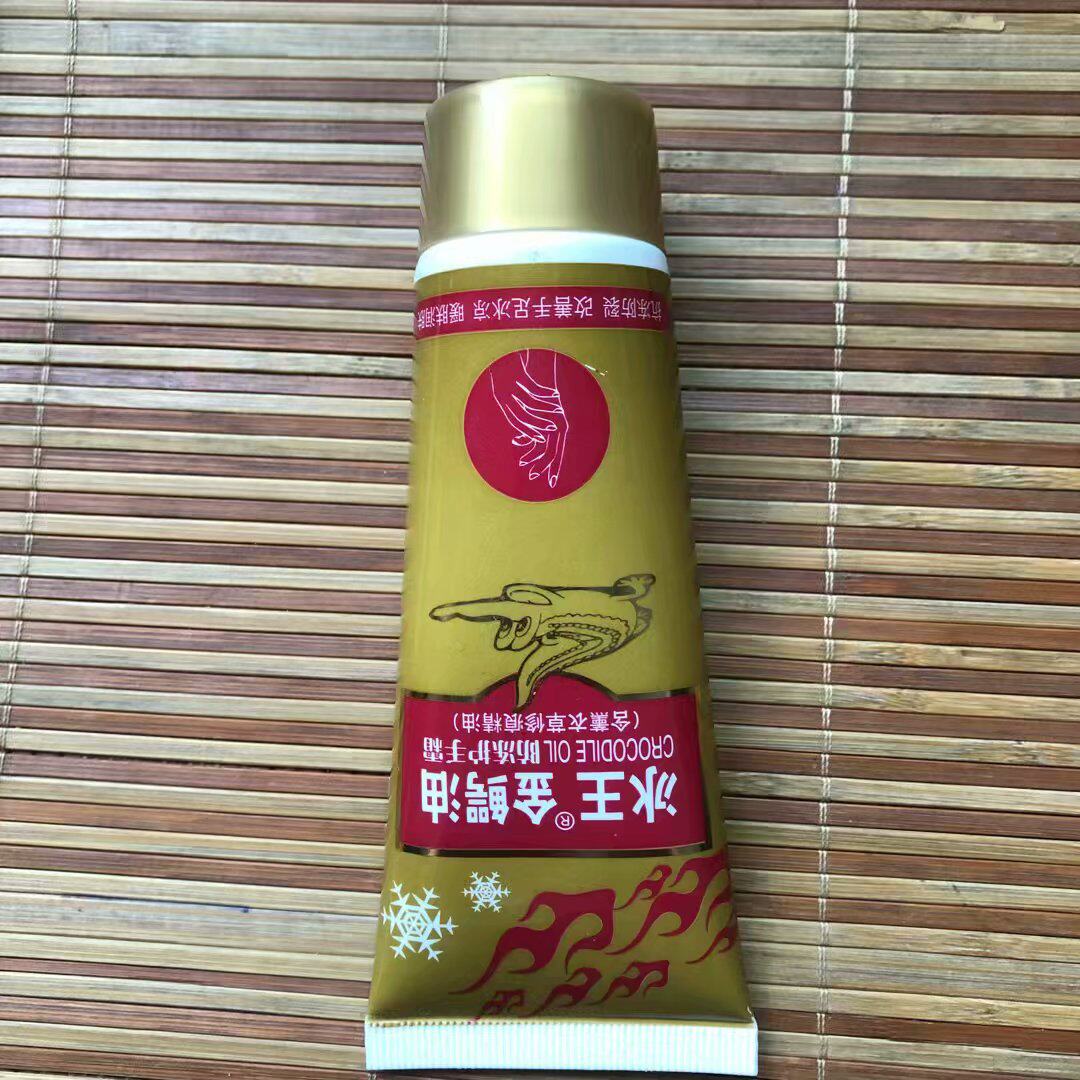 冰王®金鳄油
CROCODILE OIL 防冻护手霜
(含薰衣草修痕精油)
抗冻防裂 改善手足冰凉 暖肤润肤